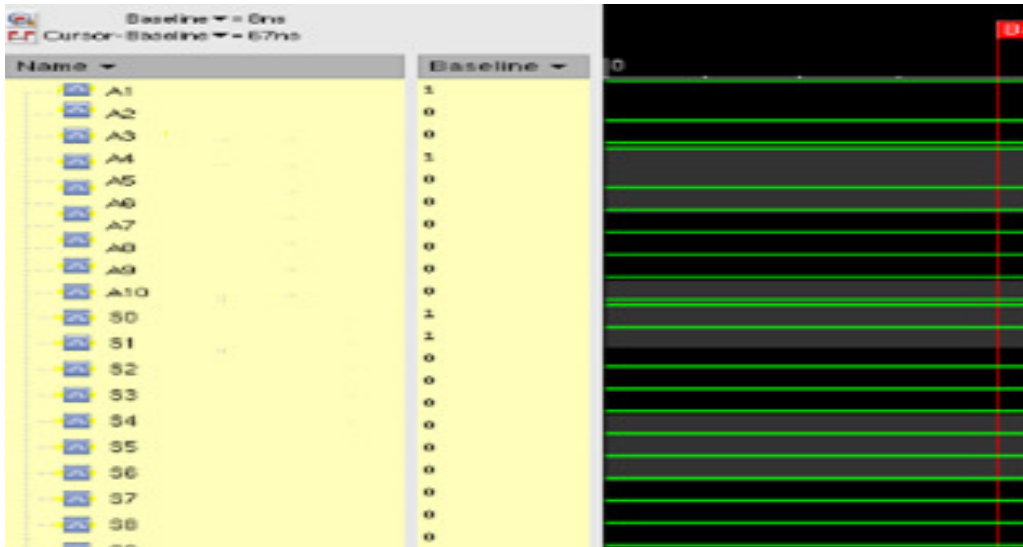 Baseline ▼= 0ns
Cursor-Baseline ▼= 67ns
Name ▼ Baseline ▼ 0
A1 1
A2 0
A3 0
A4 1
A5 0
A6 0
A7 0
A8 0
A9 0
A10 0
S0 1
S1 1
S2 0
S3 0
S4 0
S5 0
S6 0
S7 0
S8 0
0
0